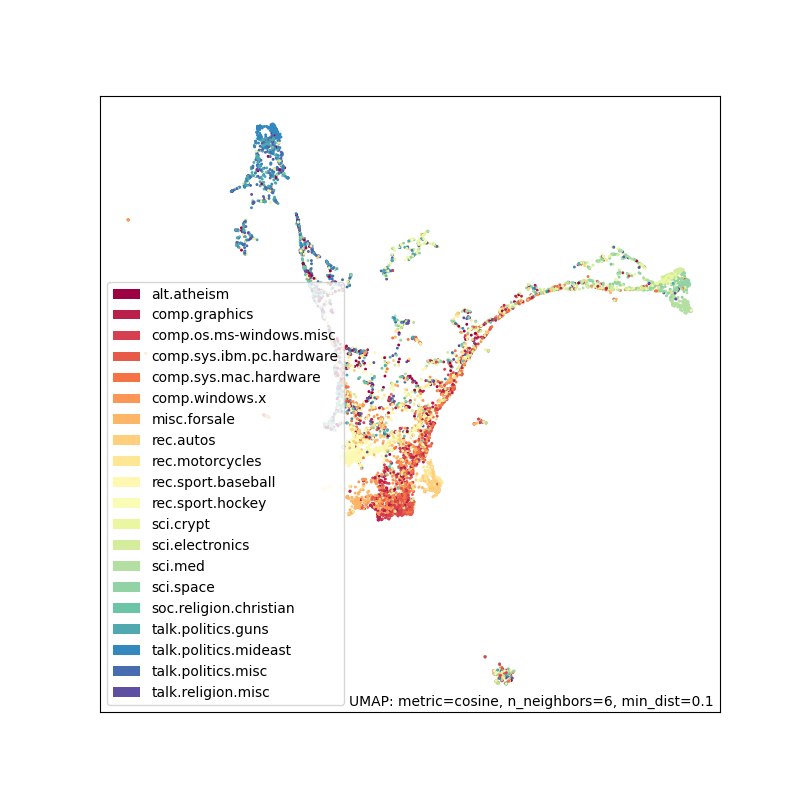 alt.atheism
comp.graphics
comp.os.ms-windows.misc
comp.sys.ibm.pc.hardware
comp.sys.mac.hardware
comp.windows.x
misc.forsale
rec.autos
rec.motorcycles
rec.sport.baseball
rec.sport.hockey
sci.crypt
sci.electronics
sci.med
sci.space
soc.religion.christian
talk.politics.guns
talk.politics.mideast
talk.politics.misc
talk.religion.misc
UMAP: metric=cosine, n_neighbors=6, min_dist=0.1